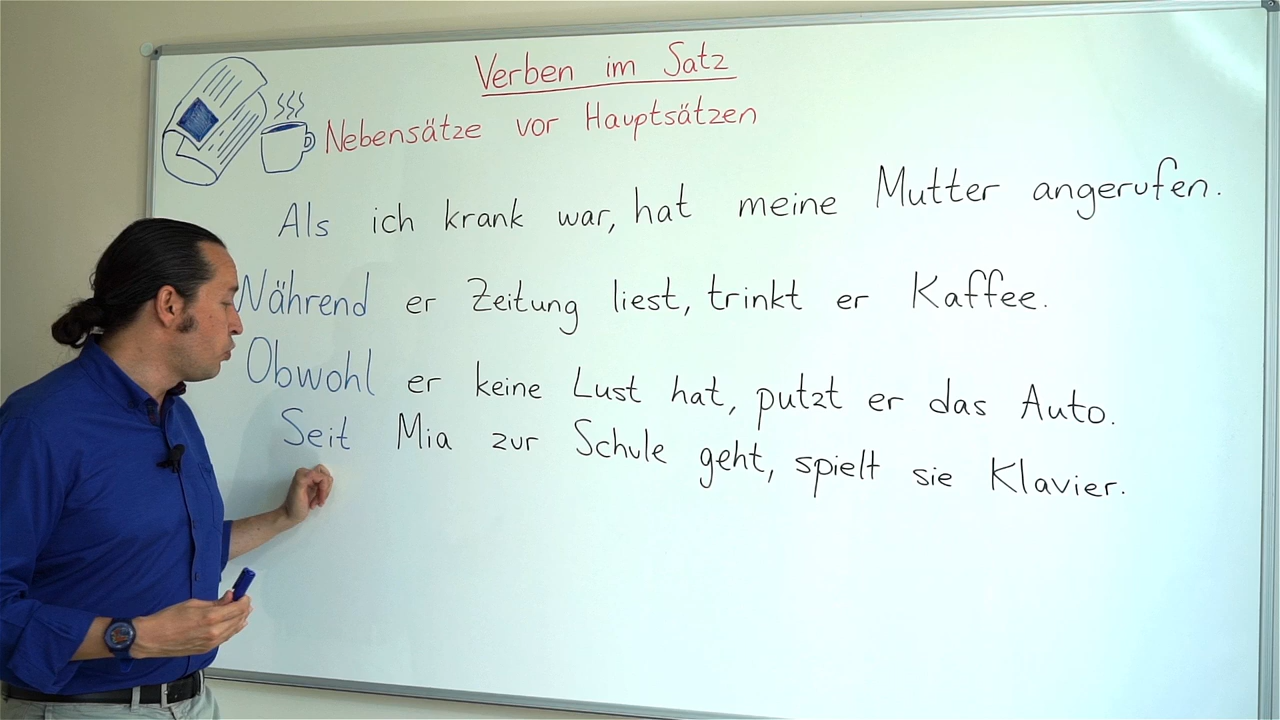 Verben im Satz
Nebensätze vor Hauptsätzen
Als ich krank war, hat meine Mutter angerufen.
Während er Zeitung liest, trinkt er Kaffee.
Obwohl er keine Lust hat, putzt er das Auto.
Seit Mia zur Schule geht, spielt sie Klavier.